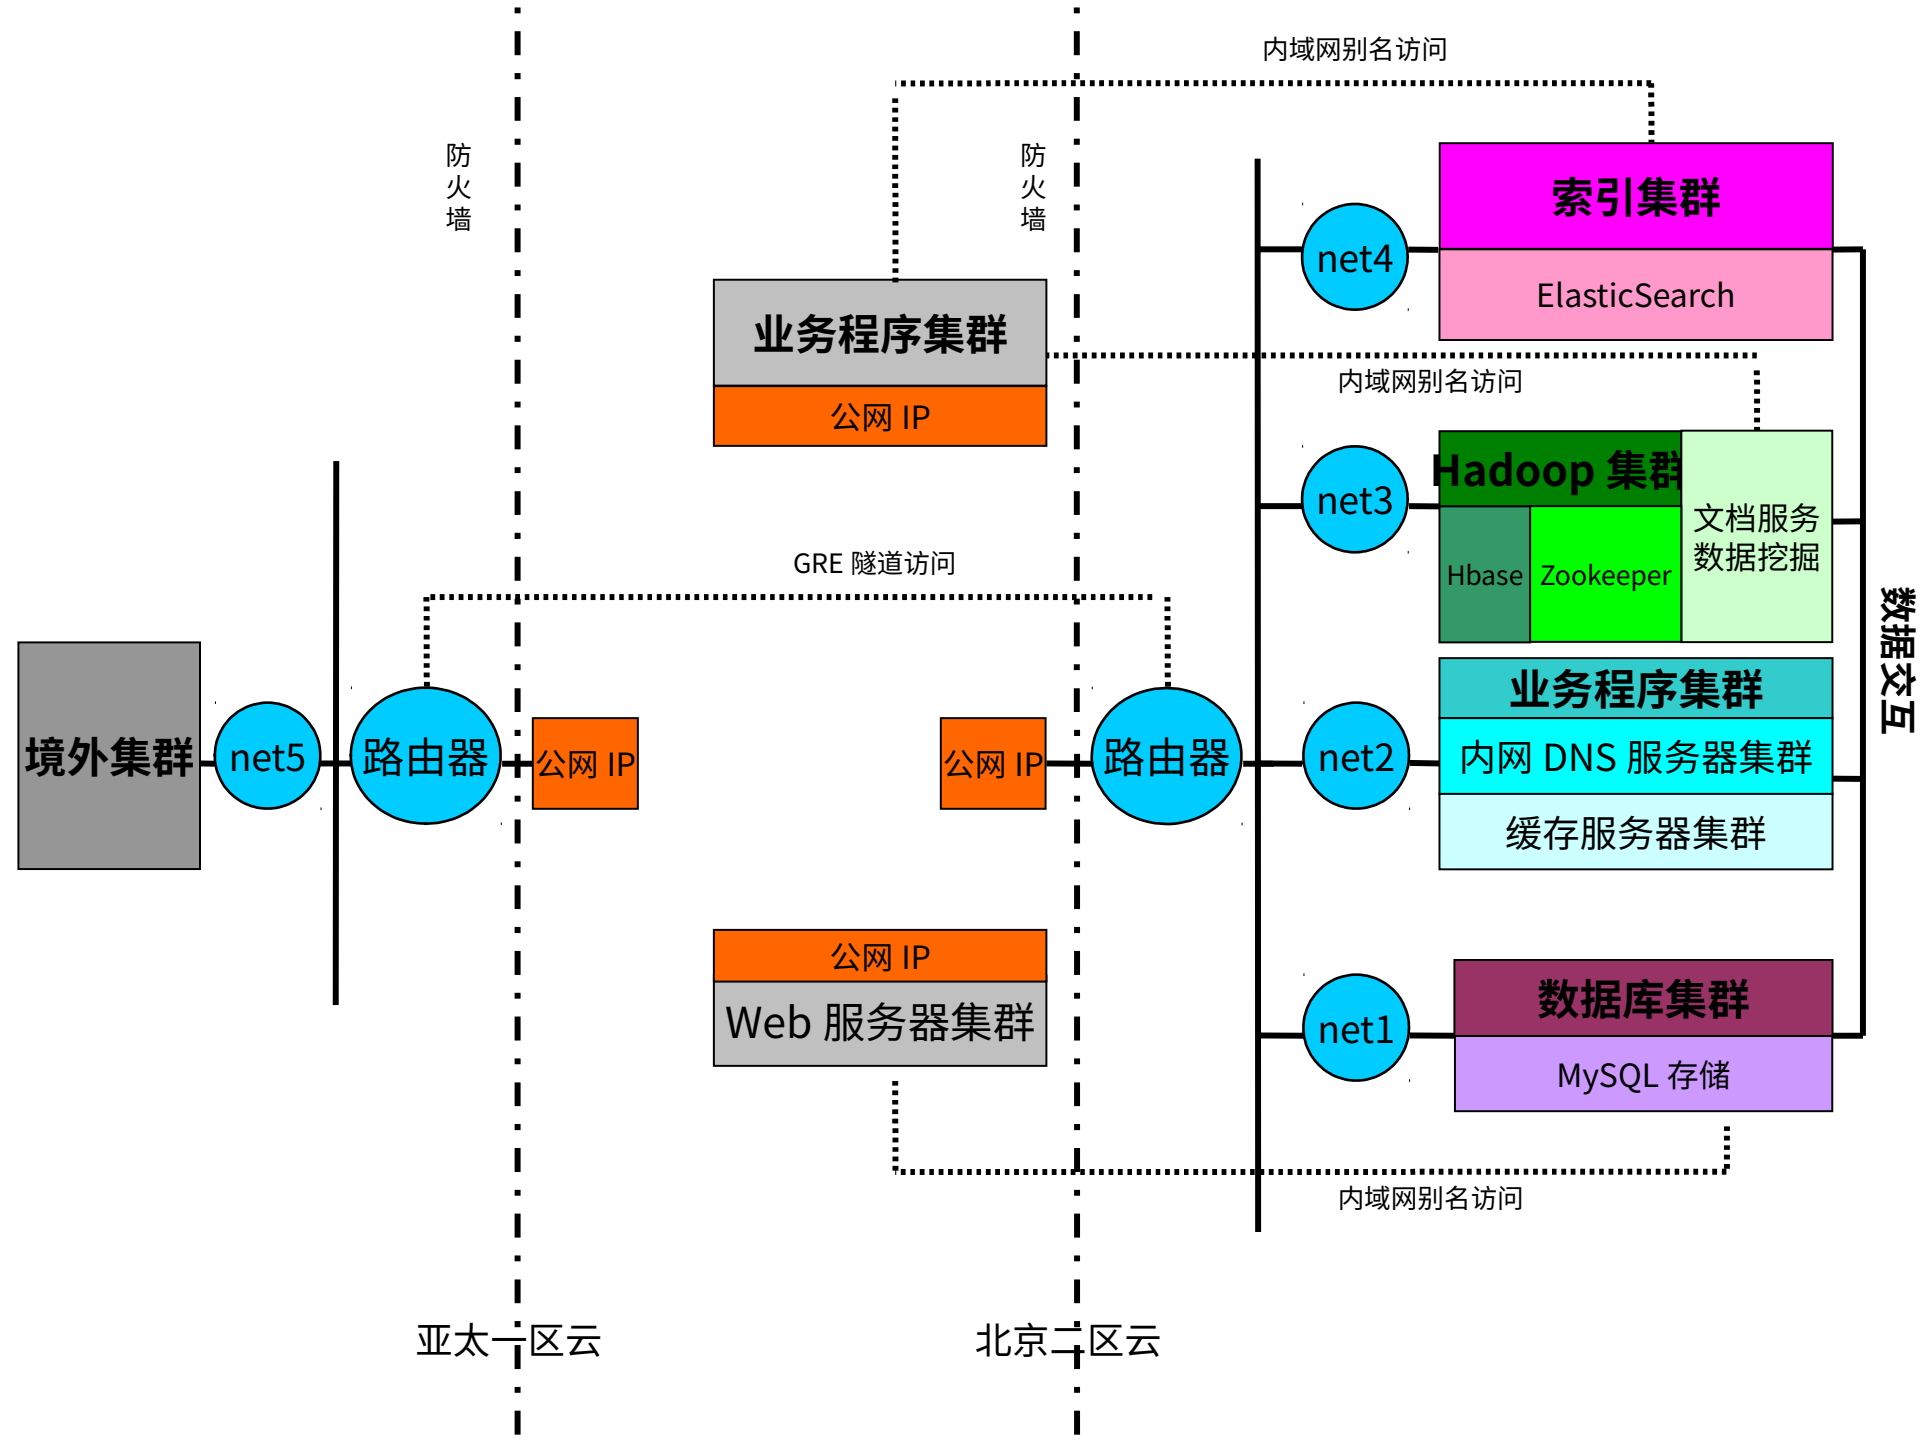 内域网别名访问
防
火
墙
防
火
墙
索引集群
net4
ElasticSearch
业务程序集群
公网 IP
内域网别名访问
Hadoop 集群
net3
文档服务
数据挖掘
Hbase
Zookeeper
GRE 隧道访问
数据交互
业务程序集群
境外集群
net5
路由器
公网 IP
公网 IP
路由器
net2
内网 DNS 服务器集群
缓存服务器集群
公网 IP
Web 服务器集群
数据库集群
net1
MySQL 存储
内域网别名访问
亚太一区云
北京二区云